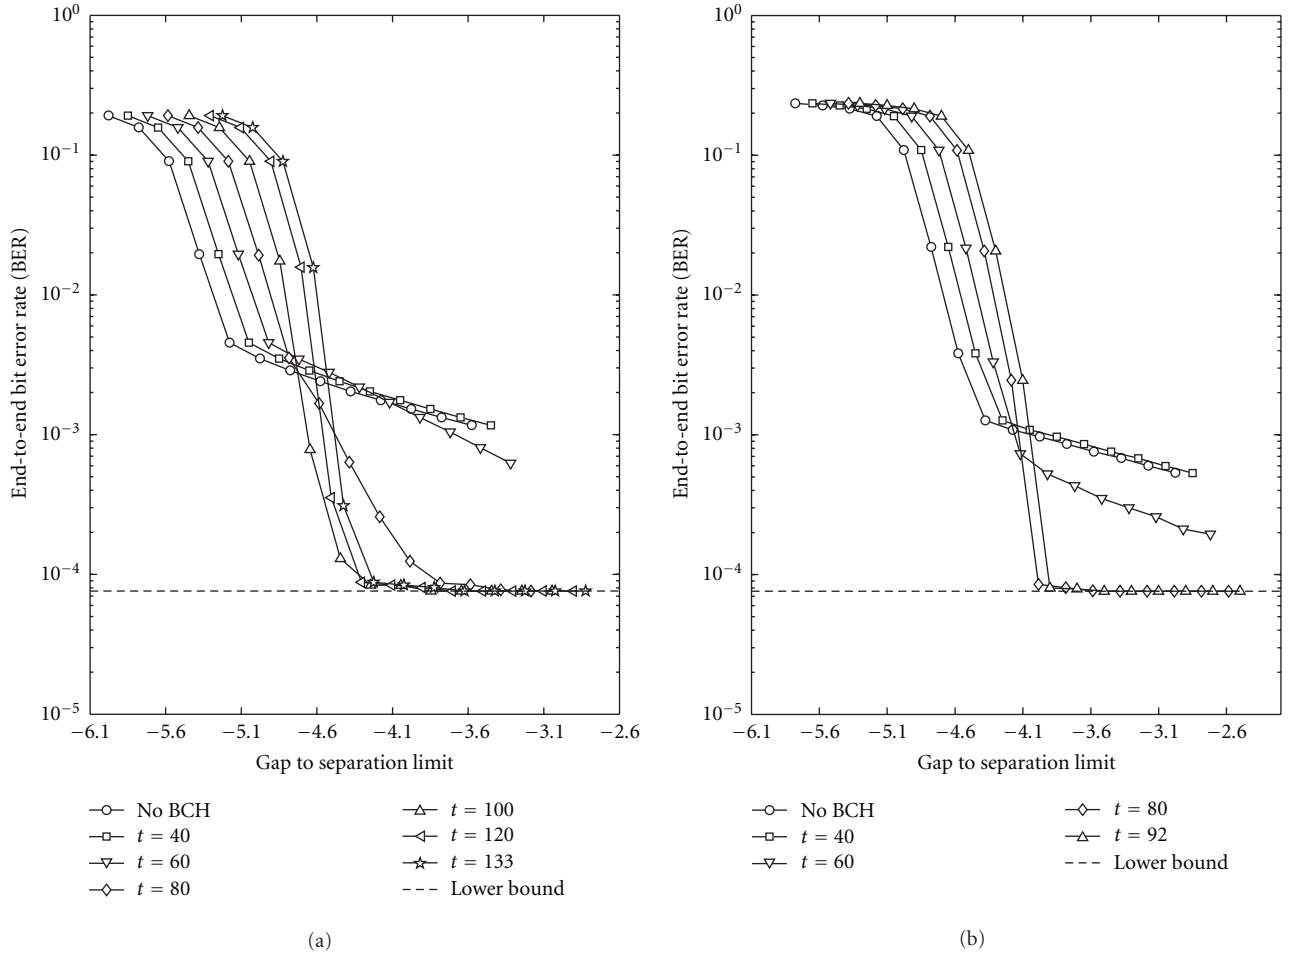 10⁰
10⁻¹
10⁻²
10⁻³
10⁻⁴
10⁻⁵
End-to-end bit error rate (BER)
−6.1 −5.6 −5.1 −4.6 −4.1 −3.6 −3.1 −2.6
Gap to separation limit
No BCH
t = 40
t = 60
t = 80
t = 100
t = 120
t = 133
Lower bound
(a)
10⁰
10⁻¹
10⁻²
10⁻³
10⁻⁴
10⁻⁵
End-to-end bit error rate (BER)
−6.1 −5.6 −5.1 −4.6 −4.1 −3.6 −3.1 −2.6
Gap to separation limit
No BCH
t = 40
t = 60
t = 80
t = 92
Lower bound
(b)